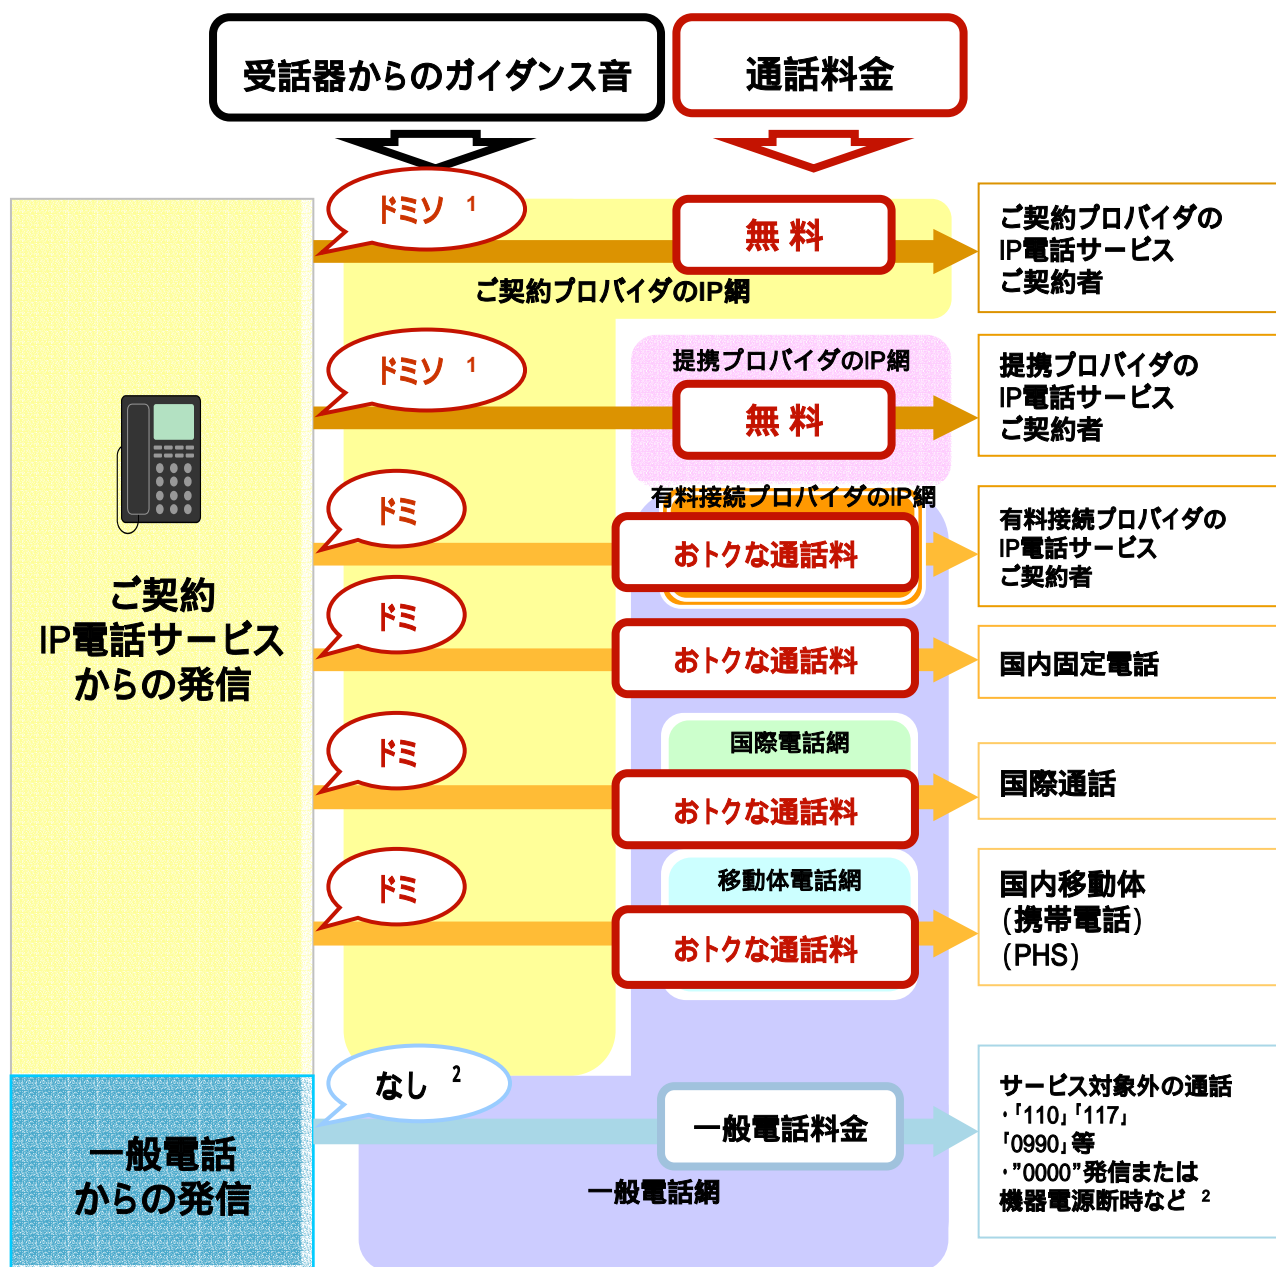 受話器からのガイダンス音
通話料金
ドミソ 1
無 料
ご契約プロバイダのIP網
ご契約プロバイダの
IP電話サービス
ご契約者
ドミソ 1
提携プロバイダのIP網
無 料
提携プロバイダの
IP電話サービス
ご契約者
ドミ
有料接続プロバイダのIP網
おトクな通話料
有料接続プロバイダの
IP電話サービス
ご契約者
ご契約
IP電話サービス
からの発信
ドミ
おトクな通話料
国内固定電話
ドミ
国際電話網
おトクな通話料
国際通話
ドミ
移動体電話網
おトクな通話料
国内移動体
(携帯電話)
(PHS)
一般電話
からの発信
なし 2
一般電話料金
一般電話網
サービス対象外の通話
・「110」「117」
「0990」等
・”0000”発信または
機器電源断時など 2